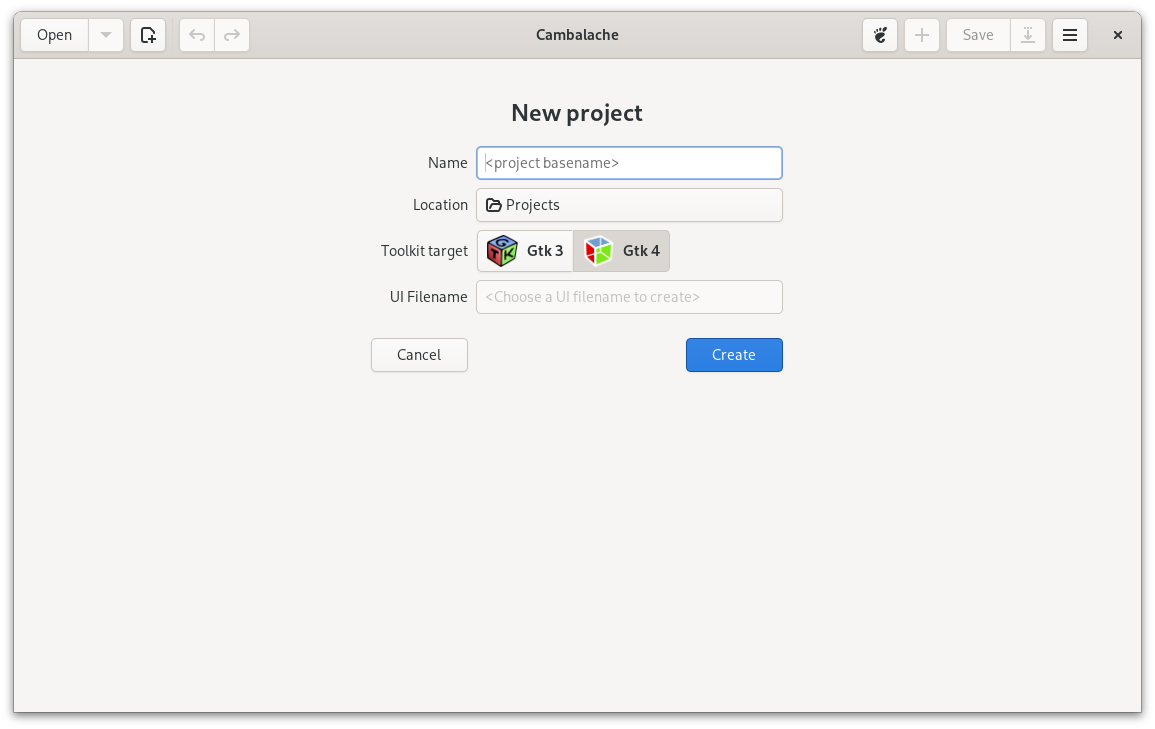 Open
Cambalache
Save
New project
Name <project basename>
Location Projects
Toolkit target GTK Gtk 3 Gtk 4
UI Filename <Choose a UI filename to create>
Cancel Create